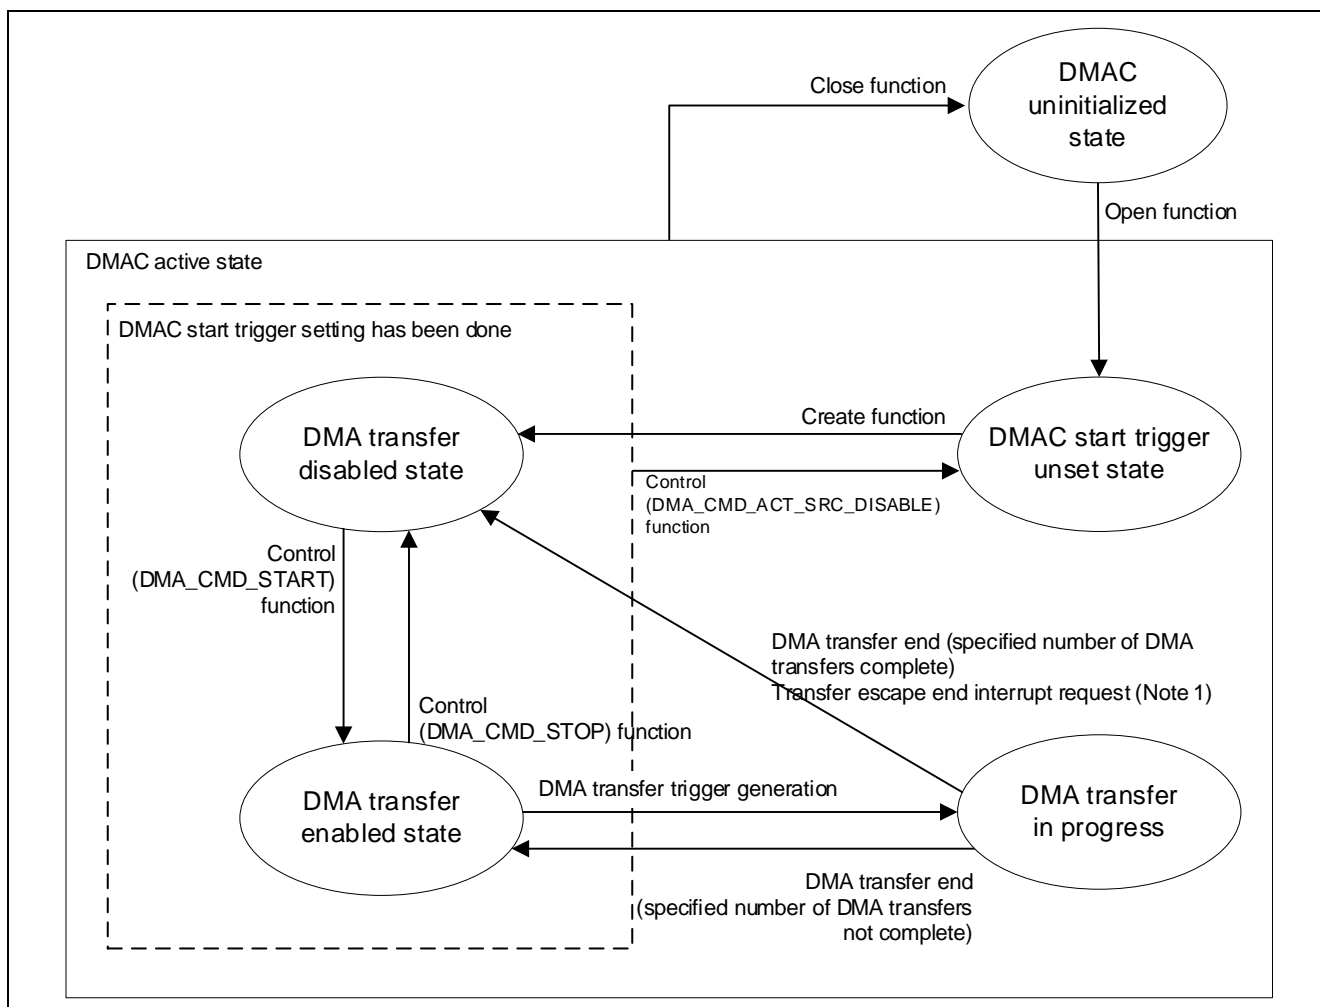 DMAC
uninitialized
state
Close function
Open function
DMAC active state
DMAC start trigger setting has been done
DMA transfer
disabled state
Create function
DMAC start trigger
unset state
Control
(DMA_CMD_ACT_SRC_DISABLE)
function
Control
(DMA_CMD_START)
function
DMA transfer end (specified number of DMA
transfers complete)
Transfer escape end interrupt request (Note 1)
Control
(DMA_CMD_STOP) function
DMA transfer
enabled state
DMA transfer trigger generation
DMA transfer
in progress
DMA transfer end
(specified number of DMA transfers
not complete)